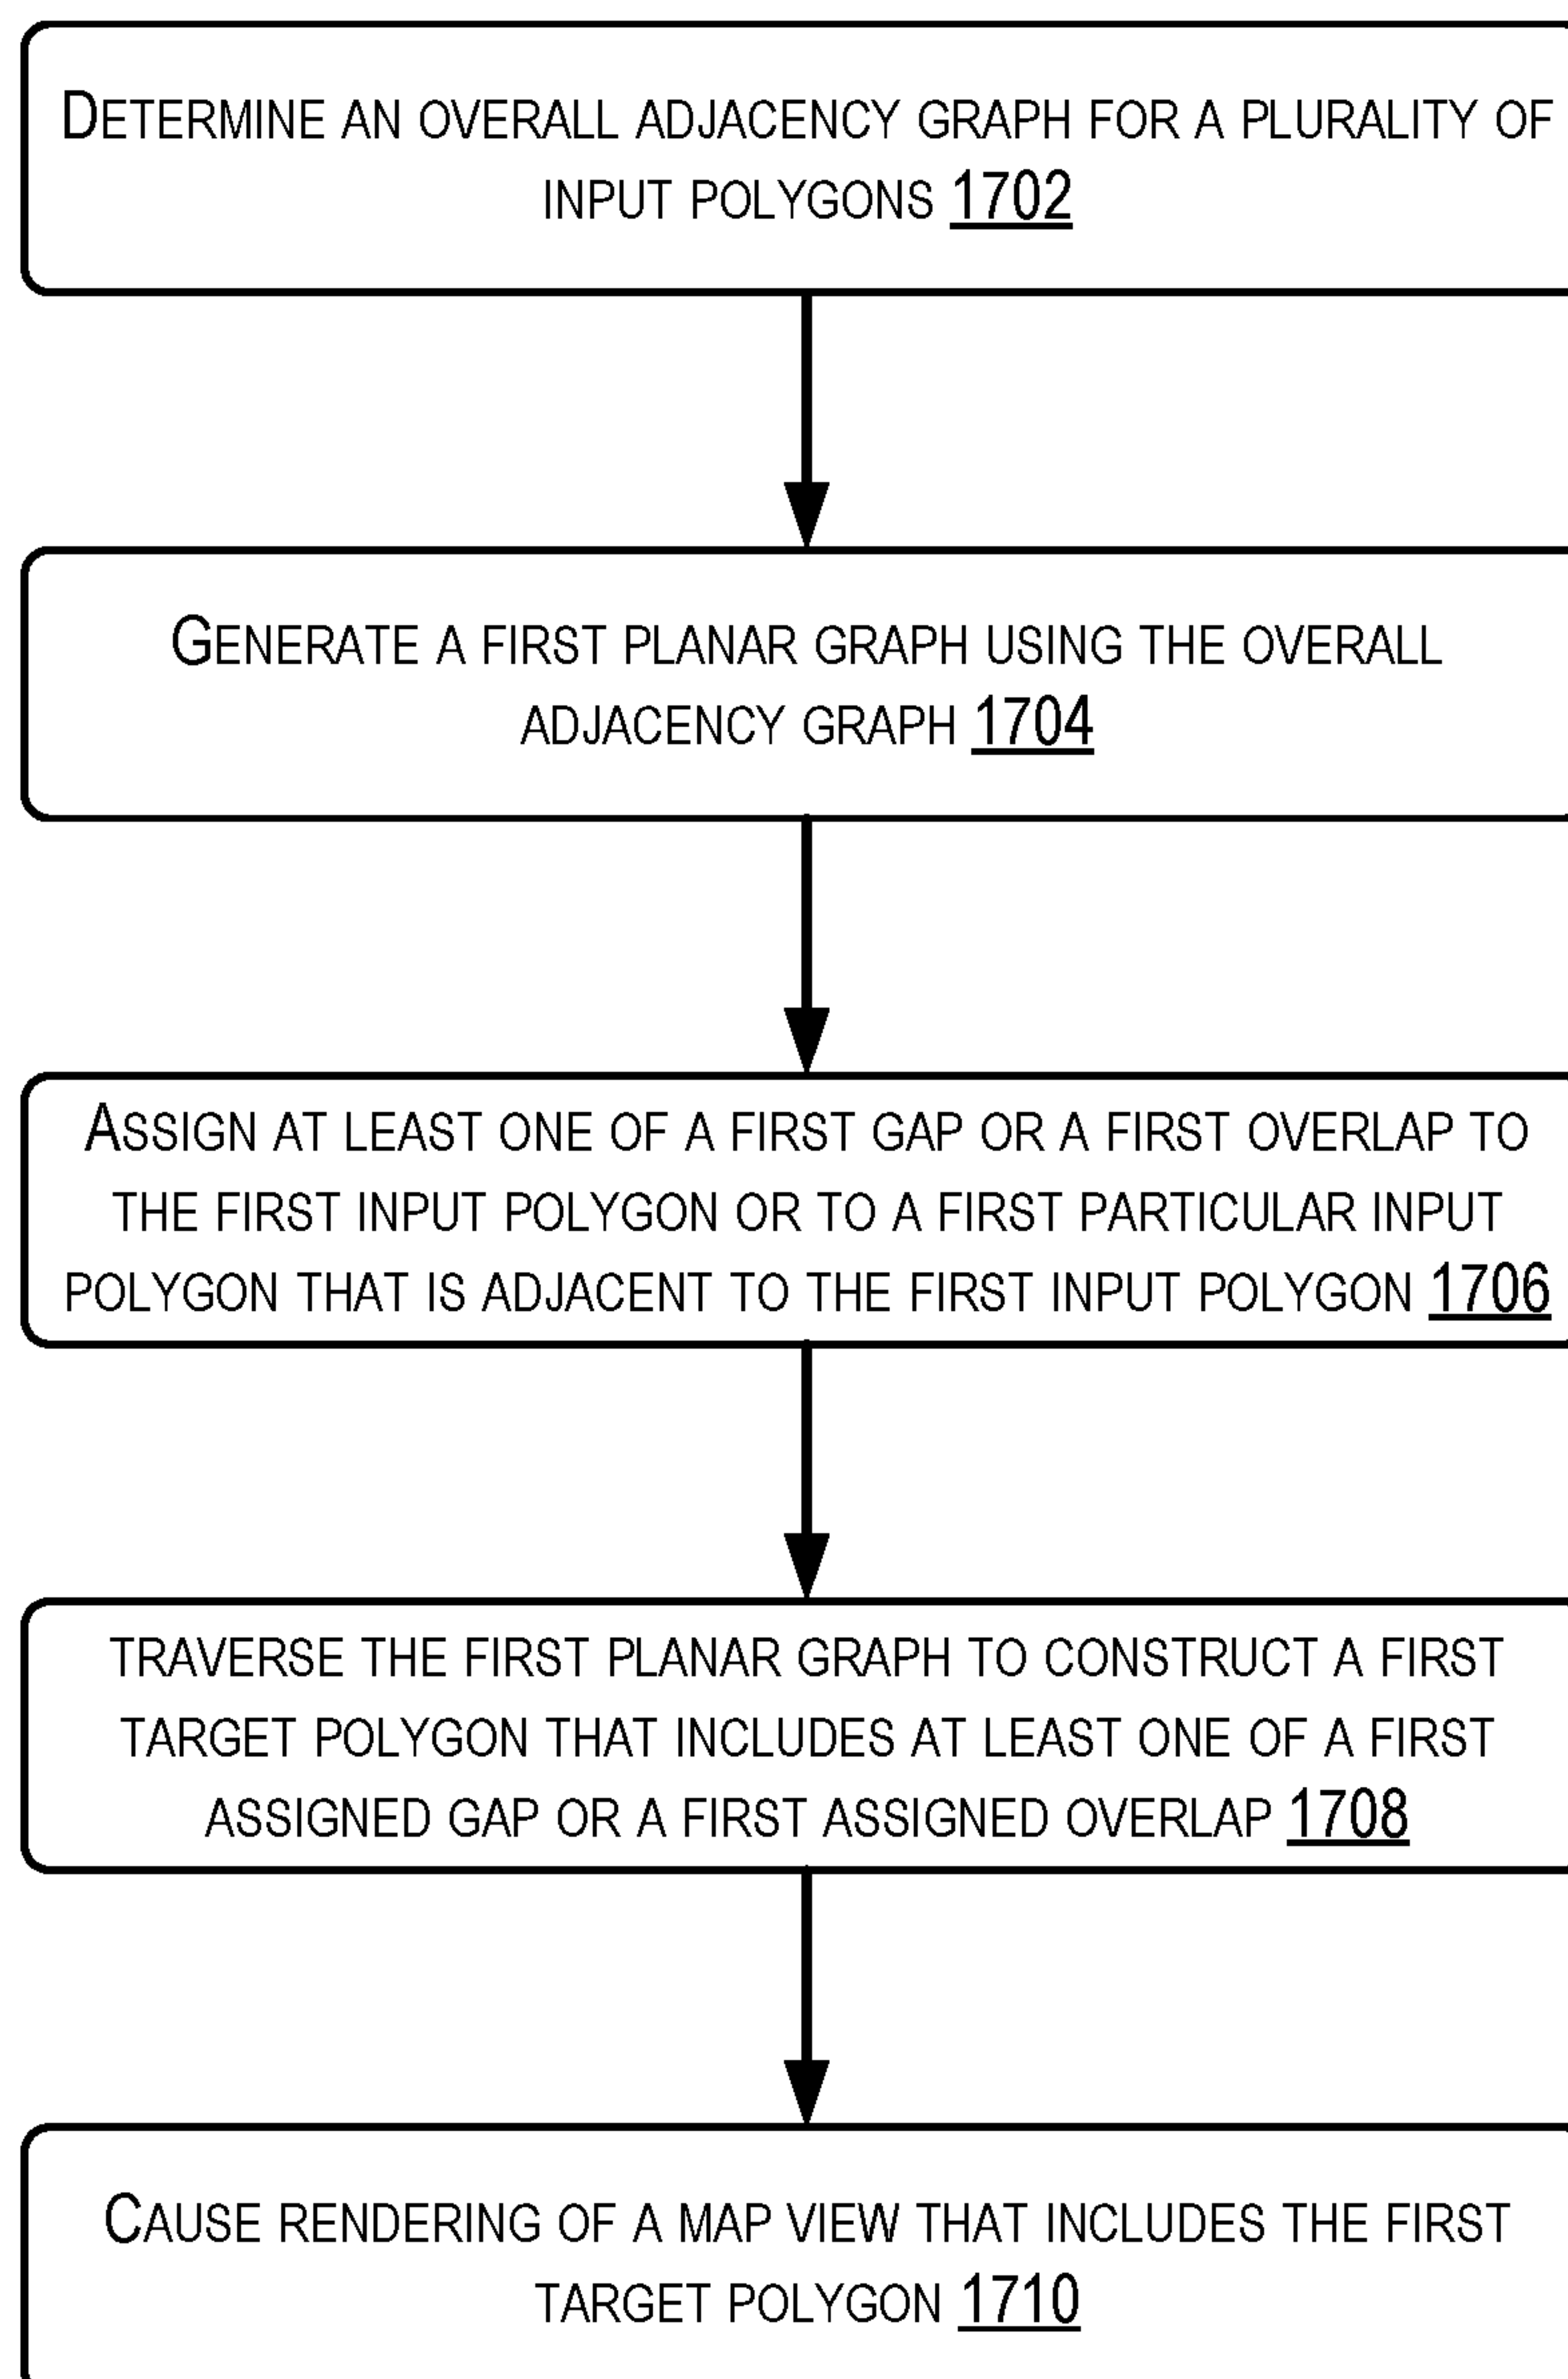 DETERMINE AN OVERALL ADJACENCY GRAPH FOR A PLURALITY OF
INPUT POLYGONS 1702
GENERATE A FIRST PLANAR GRAPH USING THE OVERALL
ADJACENCY GRAPH 1704
ASSIGN AT LEAST ONE OF A FIRST GAP OR A FIRST OVERLAP TO
THE FIRST INPUT POLYGON OR TO A FIRST PARTICULAR INPUT
POLYGON THAT IS ADJACENT TO THE FIRST INPUT POLYGON 1706
TRAVERSE THE FIRST PLANAR GRAPH TO CONSTRUCT A FIRST
TARGET POLYGON THAT INCLUDES AT LEAST ONE OF A FIRST
ASSIGNED GAP OR A FIRST ASSIGNED OVERLAP 1708
CAUSE RENDERING OF A MAP VIEW THAT INCLUDES THE FIRST
TARGET POLYGON 1710